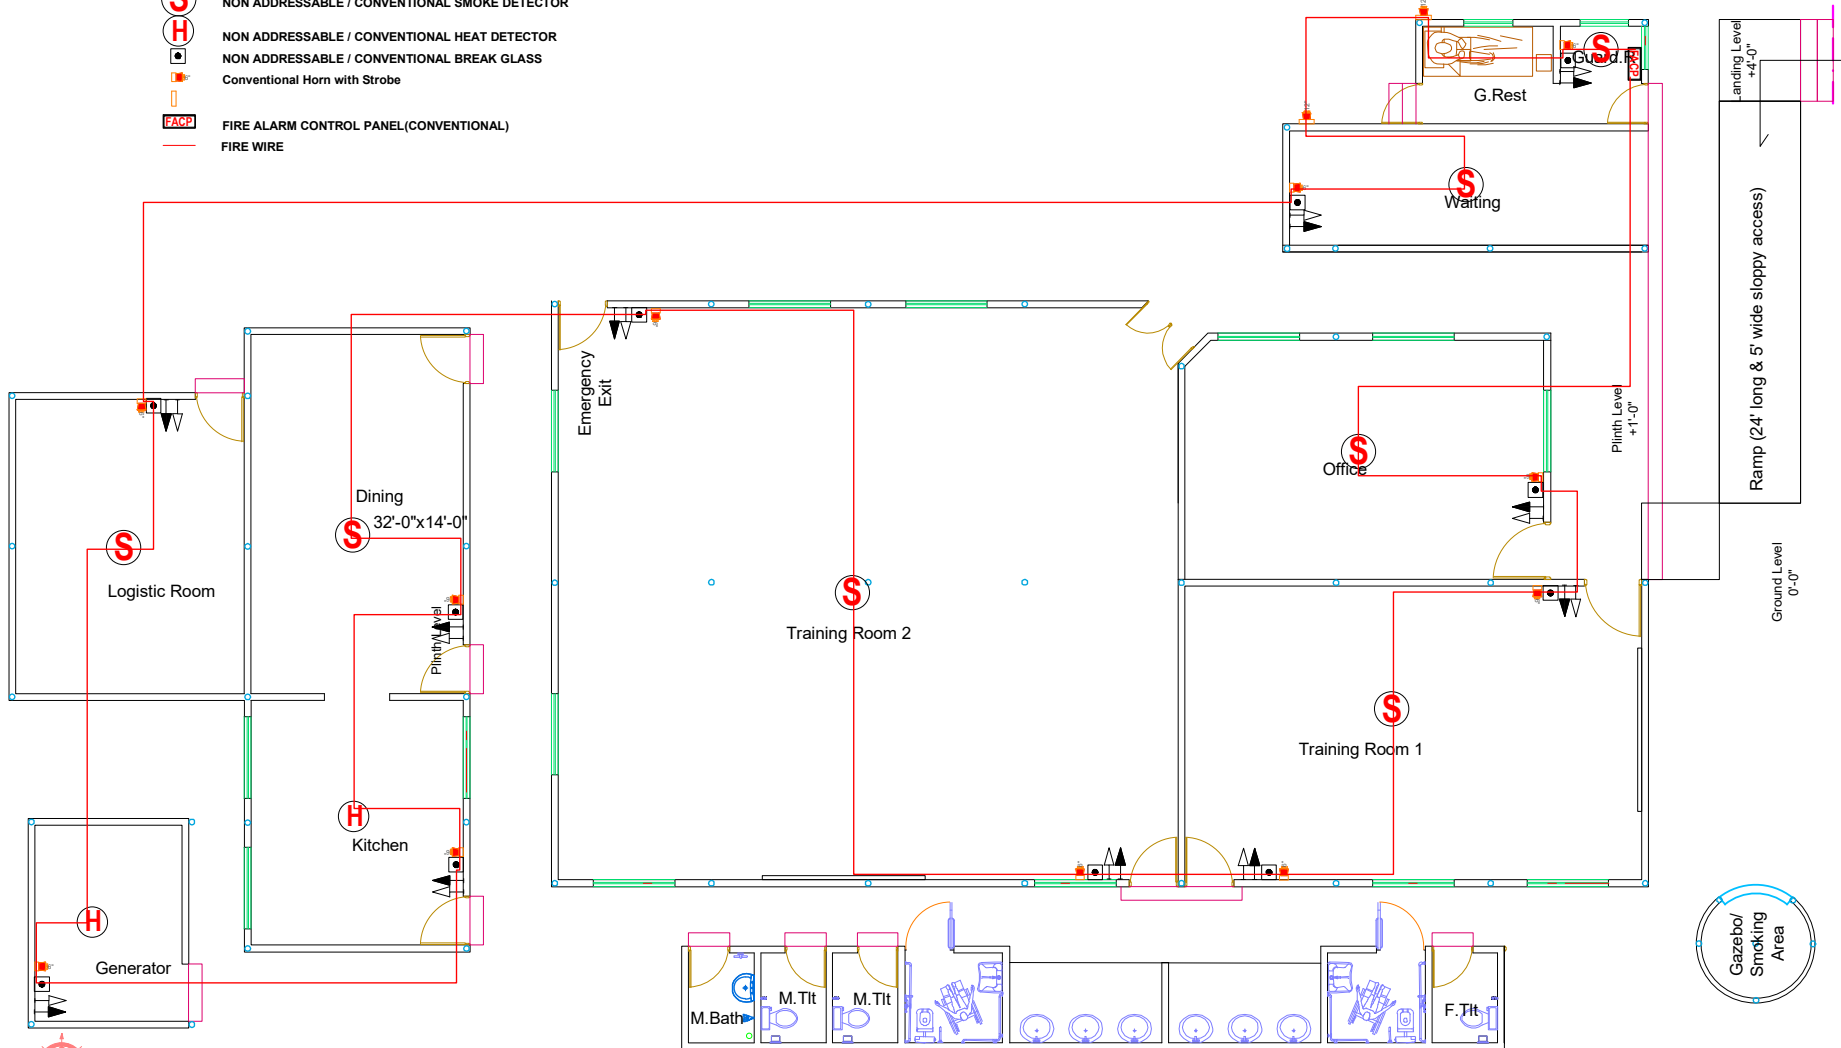 S NON ADDRESSABLE / CONVENTIONAL SMOKE DETECTOR
H NON ADDRESSABLE / CONVENTIONAL HEAT DETECTOR
NON ADDRESSABLE / CONVENTIONAL BREAK GLASS
Conventional Horn with Strobe
FACP FIRE ALARM CONTROL PANEL(CONVENTIONAL)
FIRE WIRE
S
Guard.R
FACP
G.Rest
Landing Level
+4'-0"
S
Waiting
Ramp (24' long & 5' wide sloppy access)
Emergency
Exit
Plinth Level
+1'-0"
S
Office
Dining
32'-0"x14'-0"
S
S
Logistic Room
Plinth Level
S
Training Room 2
Ground Level
0'-0"
S
Training Room 1
H
Kitchen
H
Generator
M.Bath
M.Tlt
M.Tlt
F.Tlt
Gazebo/
Smoking
Area